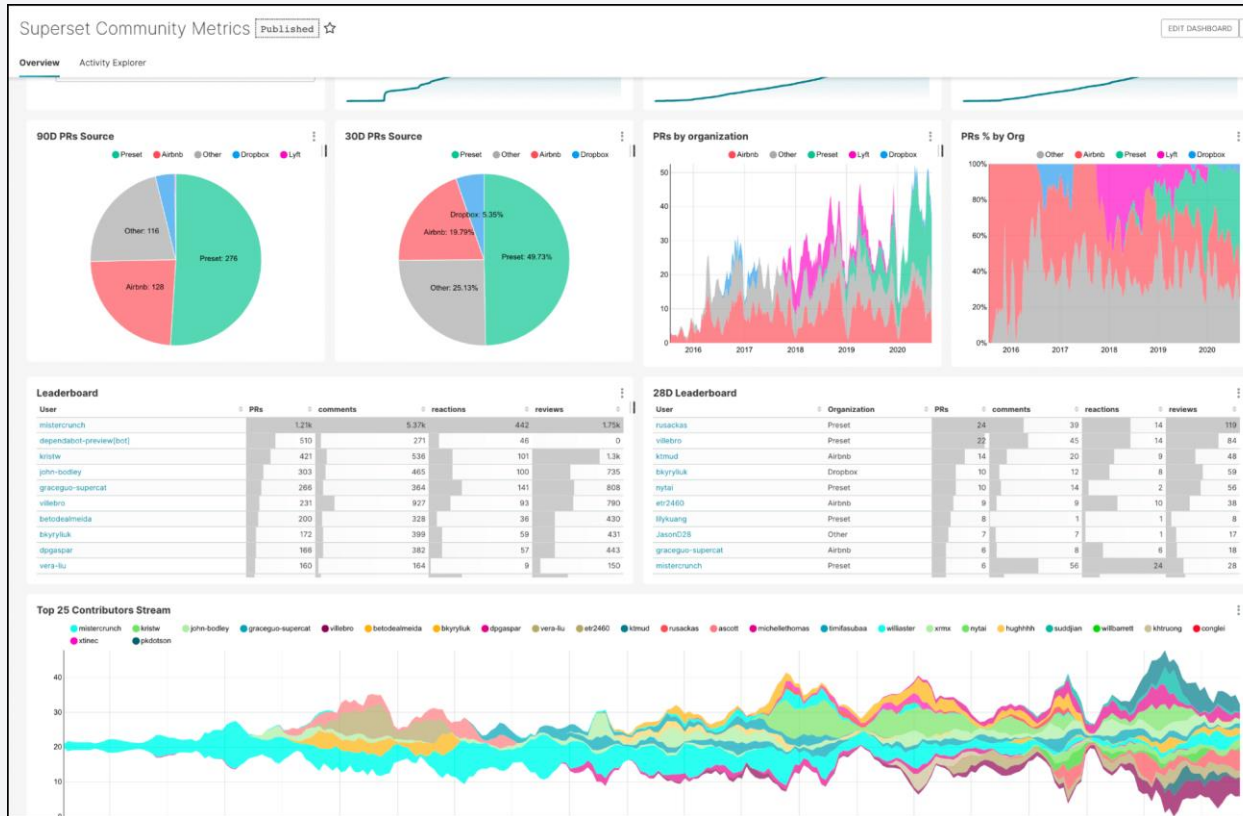 Superset Community Metrics Published
EDIT DASHBOARD
Overview Activity Explorer
90D PRs Source
Preset Airbnb Other Dropbox Lyft
Other: 116
Preset: 276
Airbnb: 128
30D PRs Source
Preset Other Airbnb Dropbox
Dropbox: 5.35%
Airbnb: 19.79%
Preset: 49.73%
Other: 25.13%
PRs by organization
Airbnb Other Preset Lyft Dropbox
50
40
30
20
10
0
2016 2017 2018 2019 2020
PRs % by Org
Other Airbnb Preset Lyft Dropbox
100%
80%
60%
40%
20%
0%
2016 2017 2018 2019 2020
Leaderboard
User PRs comments reactions reviews
mistercrunch 1.21k 5.37k 442 1.75k
dependabot-preview[bot] 510 271 46 0
kristw 421 536 101 1.3k
john-bodley 303 465 100 735
graceguo-supercat 266 364 141 808
villebro 231 927 93 790
betodealmeida 200 328 36 430
bkyryliuk 172 399 59 431
dpgaspar 166 382 57 443
vera-liu 160 164 9 150
28D Leaderboard
User Organization PRs comments reactions reviews
rusackas Preset 24 39 14 119
villebro Preset 22 45 14 84
ktmud Airbnb 14 20 9 48
bkyryliuk Dropbox 10 12 8 59
nytai Preset 10 14 2 56
etr2460 Airbnb 9 9 10 38
lilykuang Preset 8 1 1 8
JasonD28 Other 7 7 1 17
graceguo-supercat Airbnb 6 8 6 18
mistercrunch Preset 6 56 24 28
Top 25 Contributors Stream
mistercrunch kristw john-bodley graceguo-supercat villebro betodealmeida bkyryliuk dpgaspar vera-liu etr2460 ktmud rusackas ascott michellethomas timifasubaa williaster xrmx nytai hughhhh suddjian willbarrett khtruong conglei
xtinec pkdotson
40
30
20
10
0